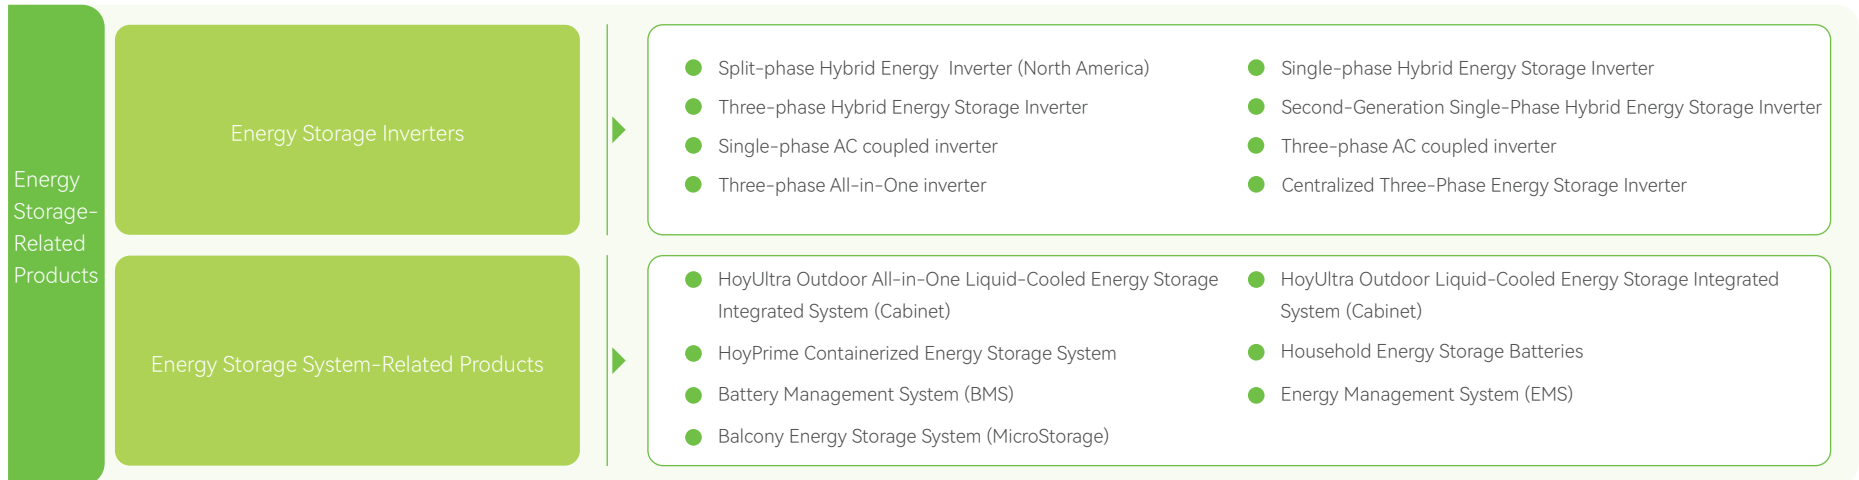 Energy
Storage-
Related
Products
Energy Storage Inverters
Split-phase Hybrid Energy  Inverter (North America)
Single-phase Hybrid Energy Storage Inverter
Three-phase Hybrid Energy Storage Inverter
Second-Generation Single-Phase Hybrid Energy Storage Inverter
Single-phase AC coupled inverter
Three-phase AC coupled inverter
Three-phase All-in-One inverter
Centralized Three-Phase Energy Storage Inverter
Energy Storage System-Related Products
HoyUltra Outdoor All-in-One Liquid-Cooled Energy Storage
Integrated System (Cabinet)
HoyUltra Outdoor Liquid-Cooled Energy Storage Integrated
System (Cabinet)
HoyPrime Containerized Energy Storage System
Household Energy Storage Batteries
Battery Management System (BMS)
Energy Management System (EMS)
Balcony Energy Storage System (MicroStorage)